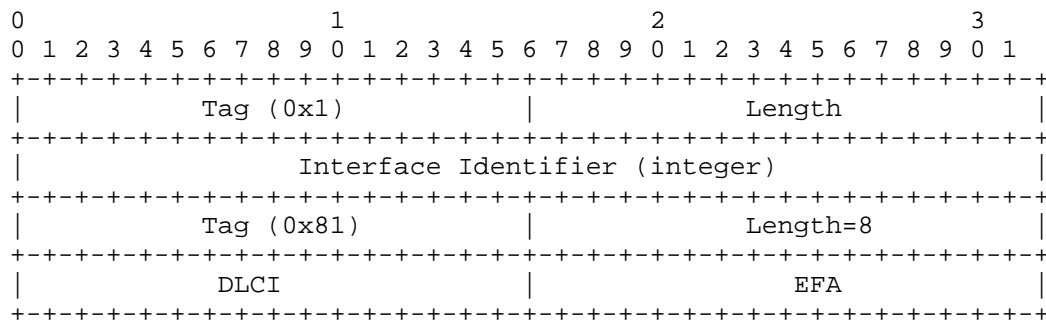 0                   1                   2                   3
0 1 2 3 4 5 6 7 8 9 0 1 2 3 4 5 6 7 8 9 0 1 2 3 4 5 6 7 8 9 0 1
+-+-+-+-+-+-+-+-+-+-+-+-+-+-+-+-+-+-+-+-+-+-+-+-+-+-+-+-+-+-+-+-+
|           Tag (0x1)           |             Length            |
+-+-+-+-+-+-+-+-+-+-+-+-+-+-+-+-+-+-+-+-+-+-+-+-+-+-+-+-+-+-+-+-+
|                 Interface Identifier (integer)                |
+-+-+-+-+-+-+-+-+-+-+-+-+-+-+-+-+-+-+-+-+-+-+-+-+-+-+-+-+-+-+-+-+
|           Tag (0x81)          |             Length=8          |
+-+-+-+-+-+-+-+-+-+-+-+-+-+-+-+-+-+-+-+-+-+-+-+-+-+-+-+-+-+-+-+-+
|            DLCI               |                EFA            |
+-+-+-+-+-+-+-+-+-+-+-+-+-+-+-+-+-+-+-+-+-+-+-+-+-+-+-+-+-+-+-+-+